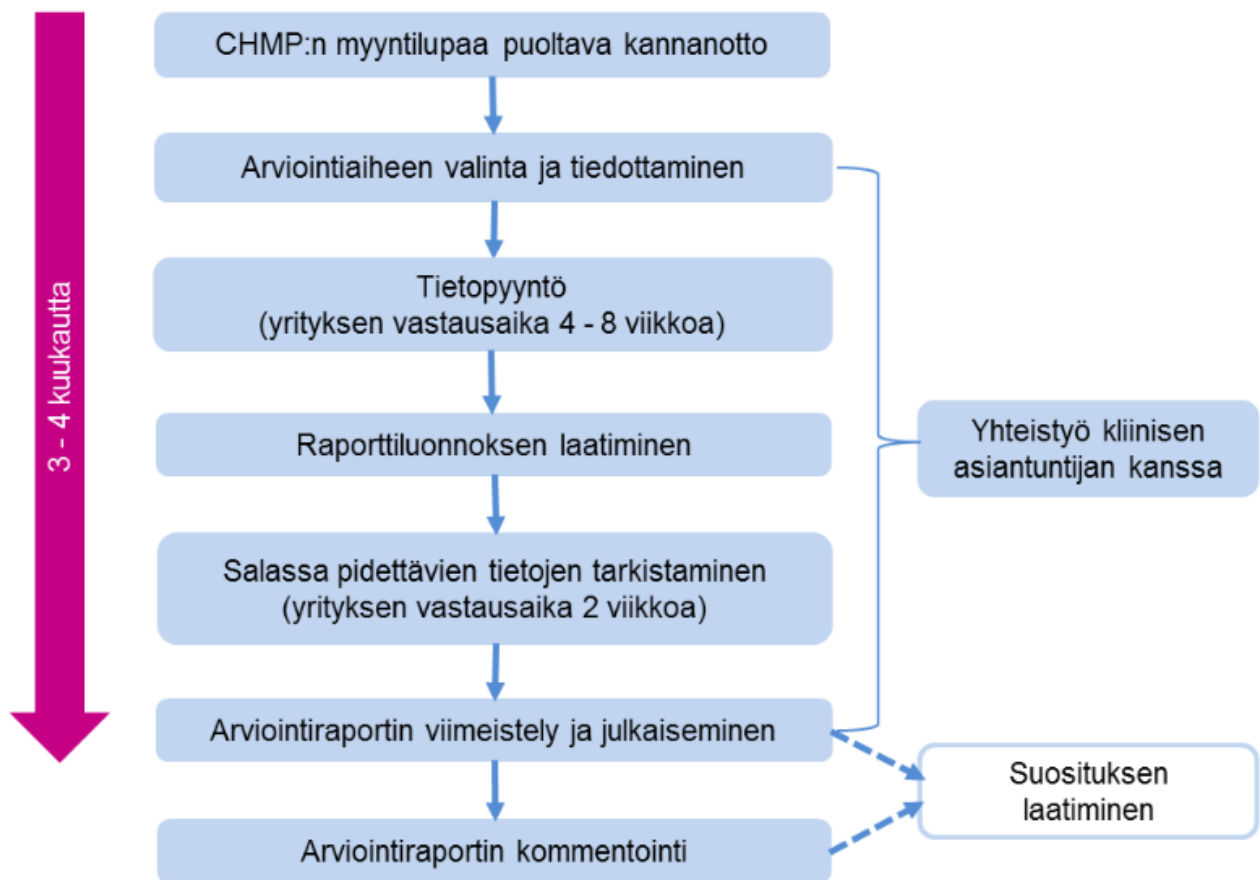 CHMP:n myyntilupaa puoltava kannanotto
Arviointiaiheen valinta ja tiedottaminen
Tietopyyntö
(yrityksen vastausaika 4 - 8 viikkoa)
3 - 4 kuukautta
Raporttiluonnoksen laatiminen
Yhteistyö kliinisen
asiantuntijan kanssa
Salassa pidettävien tietojen tarkistaminen
(yrityksen vastausaika 2 viikkoa)
Arviointiraportin viimeistely ja julkaiseminen
Suosituksen
laatiminen
Arviointiraportin kommentointi